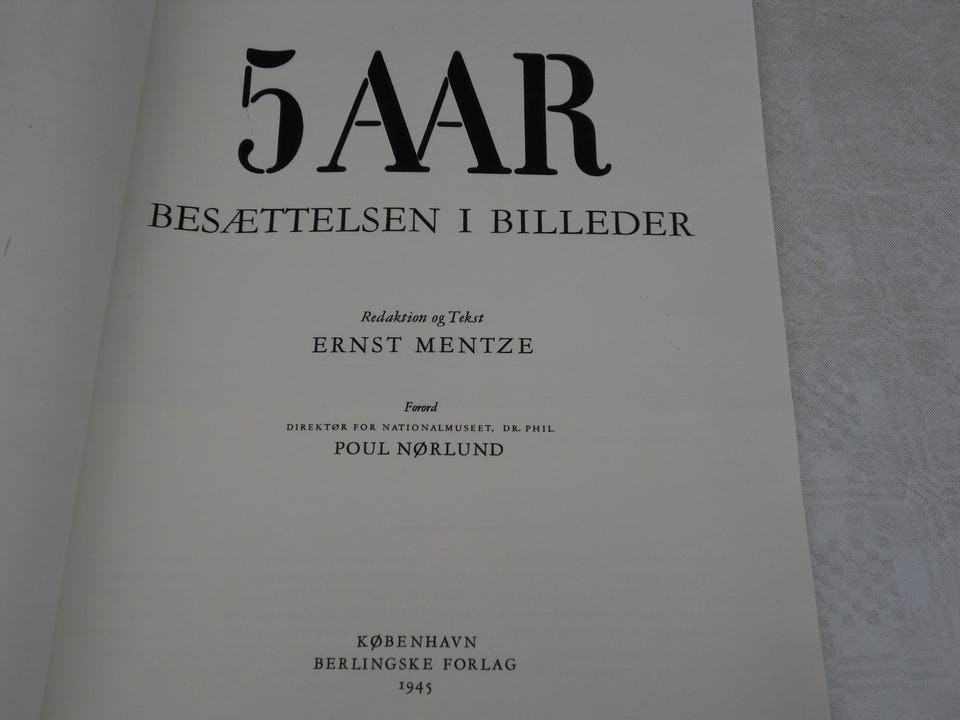 5 AAR
BESÆTTELSEN I BILLEDER
Redaktion og Tekst
ERNST MENTZE
Forord
DIREKTØR FOR NATIONALMUSEET, DR. PHIL.
POUL NØRLUND
KØBENHAVN
BERLINGSKE FORLAG
1945